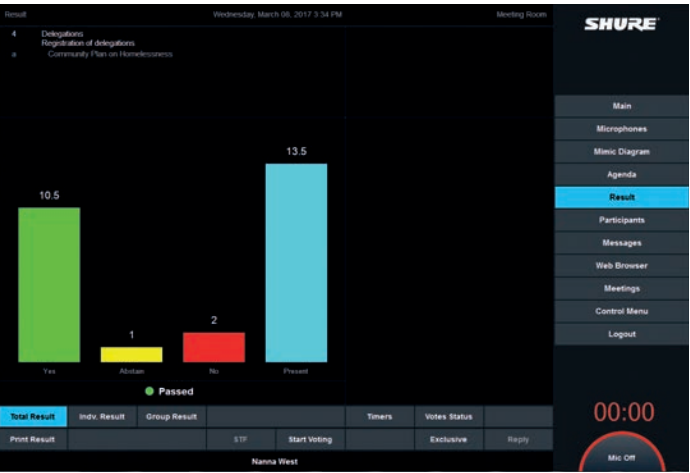 Result Wednesday, March 08, 2017 3:34 PM Meeting Room
SHURE
4 Delegations
Registration of delegations
a Community Plan on Homelessness
Main
Microphones
Mimic Diagram
Agenda
Result
Participants
Messages
Web Browser
Meetings
Control Menu
Logout
13.5
10.5
2
1
Yes Abstain No Present
Passed
Total Result Indv. Result Group Result Timers Votes Status
Print Result STF Start Voting Exclusive Reply
Nanna West
00:00
Mic Off